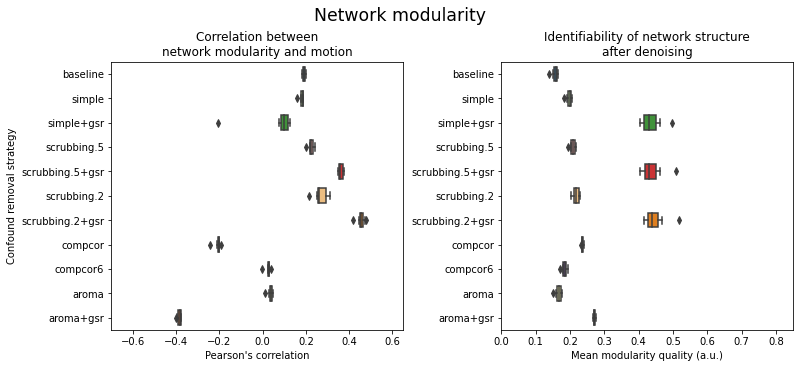 Network modularity
Correlation between
network modularity and motion
Confound removal strategy
baseline
simple
simple+gsr
scrubbing.5
scrubbing.5+gsr
scrubbing.2
scrubbing.2+gsr
compcor
compcor6
aroma
aroma+gsr
−0.6 −0.4 −0.2 0.0 0.2 0.4 0.6
Pearson's correlation
Identifiability of network structure
after denoising
baseline
simple
simple+gsr
scrubbing.5
scrubbing.5+gsr
scrubbing.2
scrubbing.2+gsr
compcor
compcor6
aroma
aroma+gsr
0.0 0.1 0.2 0.3 0.4 0.5 0.6 0.7 0.8
Mean modularity quality (a.u.)